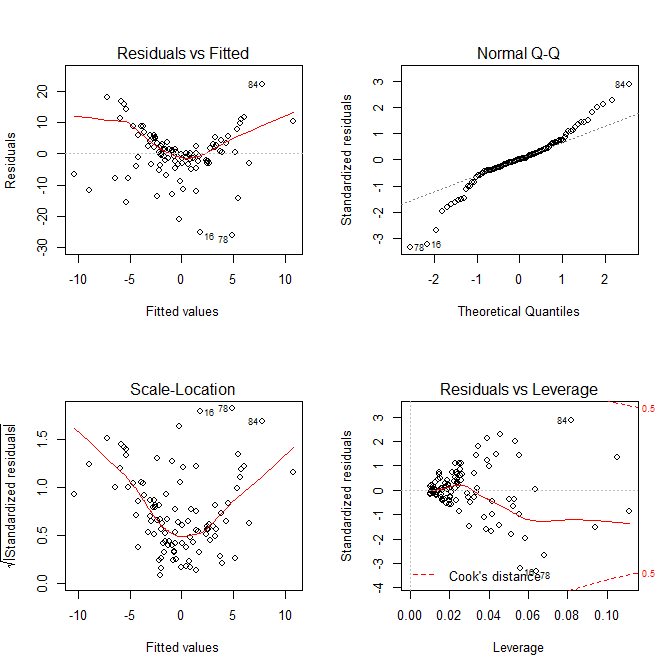 Residuals vs Fitted
Residuals
-30 -20 -10 0 10 20
84
16
78
-10 -5 0 5 10
Fitted values
Normal Q-Q
Standardized residuals
-3 -2 -1 0 1 2 3
84
78
16
-2 -1 0 1 2
Theoretical Quantiles
Scale-Location
√|Standardized residuals|
0.0 0.5 1.0 1.5
16
78
84
-10 -5 0 5 10
Fitted values
Residuals vs Leverage
Standardized residuals
-4 -3 -2 -1 0 1 2 3
84
0.5
Cook's distance
16
78
0.5
0.00 0.02 0.04 0.06 0.08 0.10
Leverage